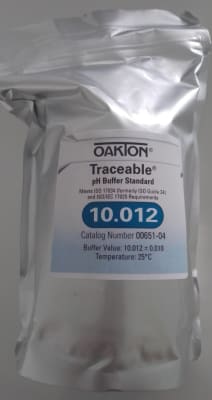 OAKTON®
Traceable®
pH Buffer Standard
Meets ISO 17034 (formerly ISO Guide 34)
and ISO/IEC 17025 Requirements
10.012
Catalog Number 00651-04
Buffer Value: 10.012 ± 0.010
Temperature: 25°C